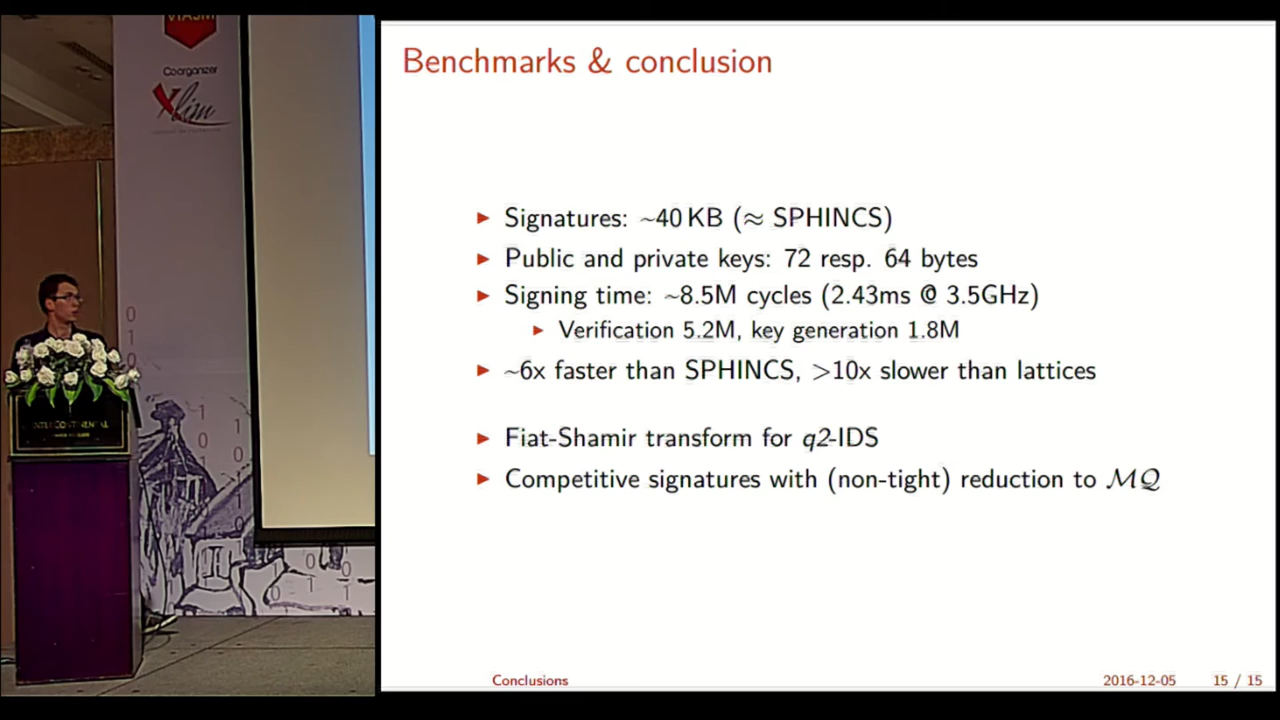 VIASM
Coorganizer
Xlim
Benchmarks & conclusion
▶ Signatures: ~40 KB (≈ SPHINCS)
▶ Public and private keys: 72 resp. 64 bytes
▶ Signing time: ~8.5M cycles (2.43ms @ 3.5GHz)
▶ Verification 5.2M, key generation 1.8M
▶ ~6x faster than SPHINCS, >10x slower than lattices
▶ Fiat-Shamir transform for q2-IDS
▶ Competitive signatures with (non-tight) reduction to MQ
Conclusions 2016-12-05 15 / 15
INTERCONTINENTAL